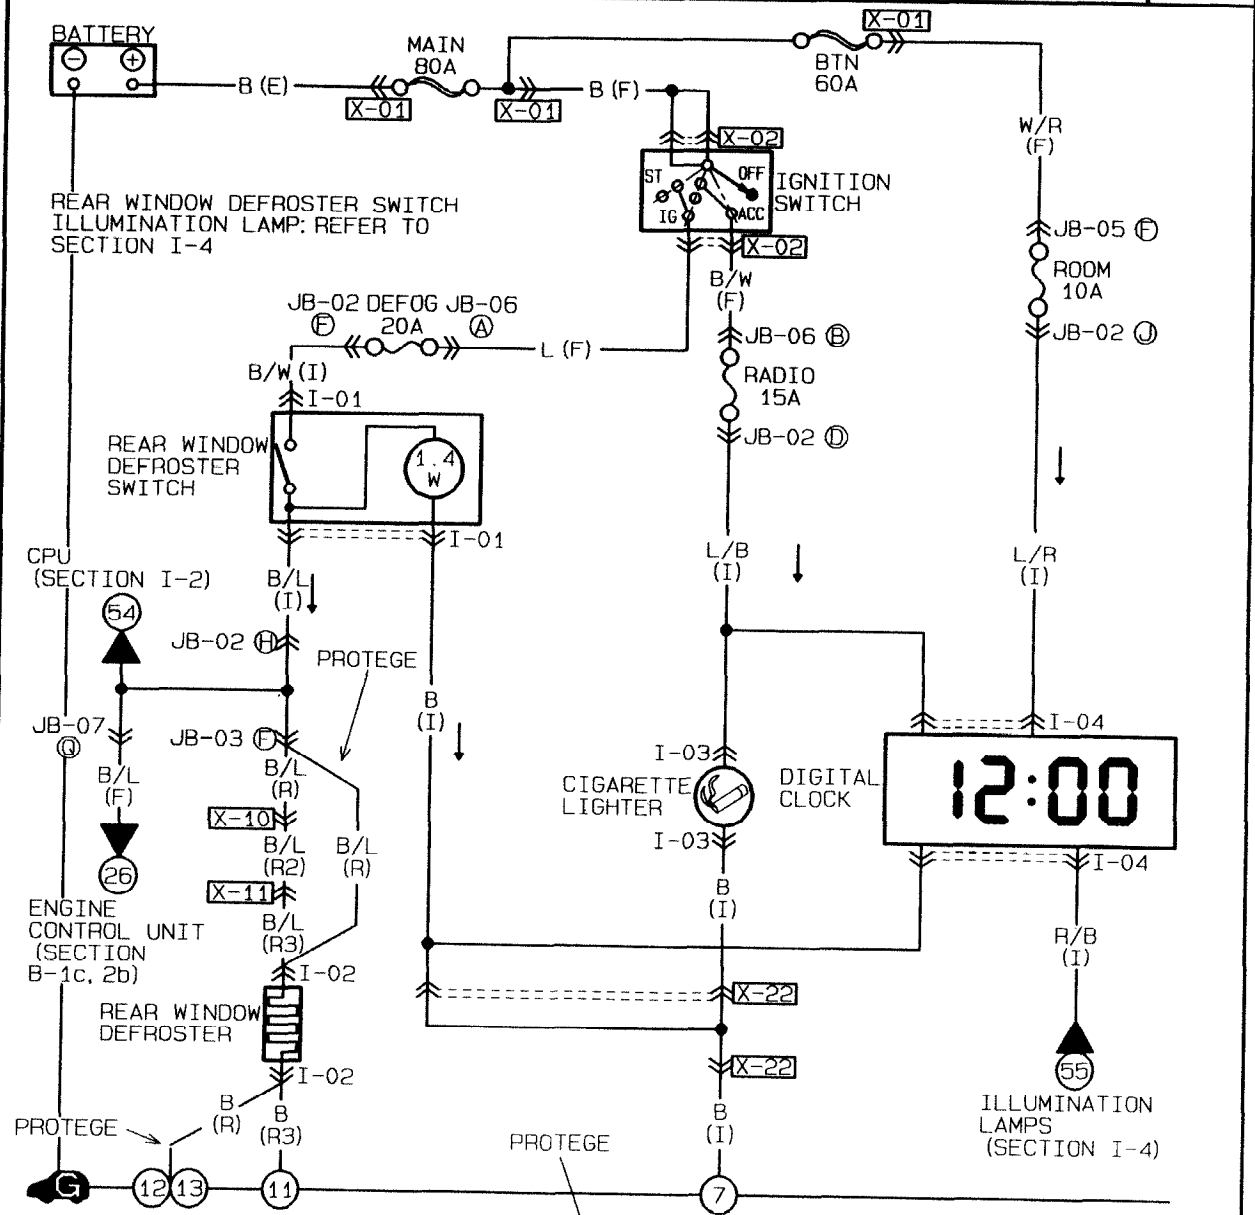 BATTERY
- +
B (E)
X-01
MAIN
80A
X-01
B (F)
BTN
60A
X-01
W/R
(F)
X-02
ST
OFF
IG
ACC
IGNITION
SWITCH
X-02
REAR WINDOW DEFROSTER SWITCH
ILLUMINATION LAMP: REFER TO
SECTION I-4
B/W
(F)
JB-05 F
ROOM
10A
JB-02 J
JB-02 DEFOG JB-06
F 20A A
L (F)
JB-06 B
RADIO
15A
JB-02 D
B/W (I)
I-01
REAR WINDOW
DEFROSTER
SWITCH
1.4
W
I-01
L/B
(I)
L/R
(I)
CPU
(SECTION I-2)
54
B/L
(I)
JB-02 H
PROTEGE
B
(I)
JB-07
Q
JB-03 F
B/L
(F)
B/L
(R)
X-10
B/L
(R2)
B/L
(R)
X-11
B/L
(R3)
26
ENGINE
CONTROL UNIT
(SECTION
B-1c, 2b)
I-02
REAR WINDOW
DEFROSTER
I-02
I-03
CIGARETTE
LIGHTER
I-03
B
(I)
I-04
DIGITAL
CLOCK
12:00
I-04
R/B
(I)
X-22
X-22
55
ILLUMINATION
LAMPS
(SECTION I-4)
B
(R)
B
(R3)
B
(I)
PROTEGE
PROTEGE
G
12
13
11
7